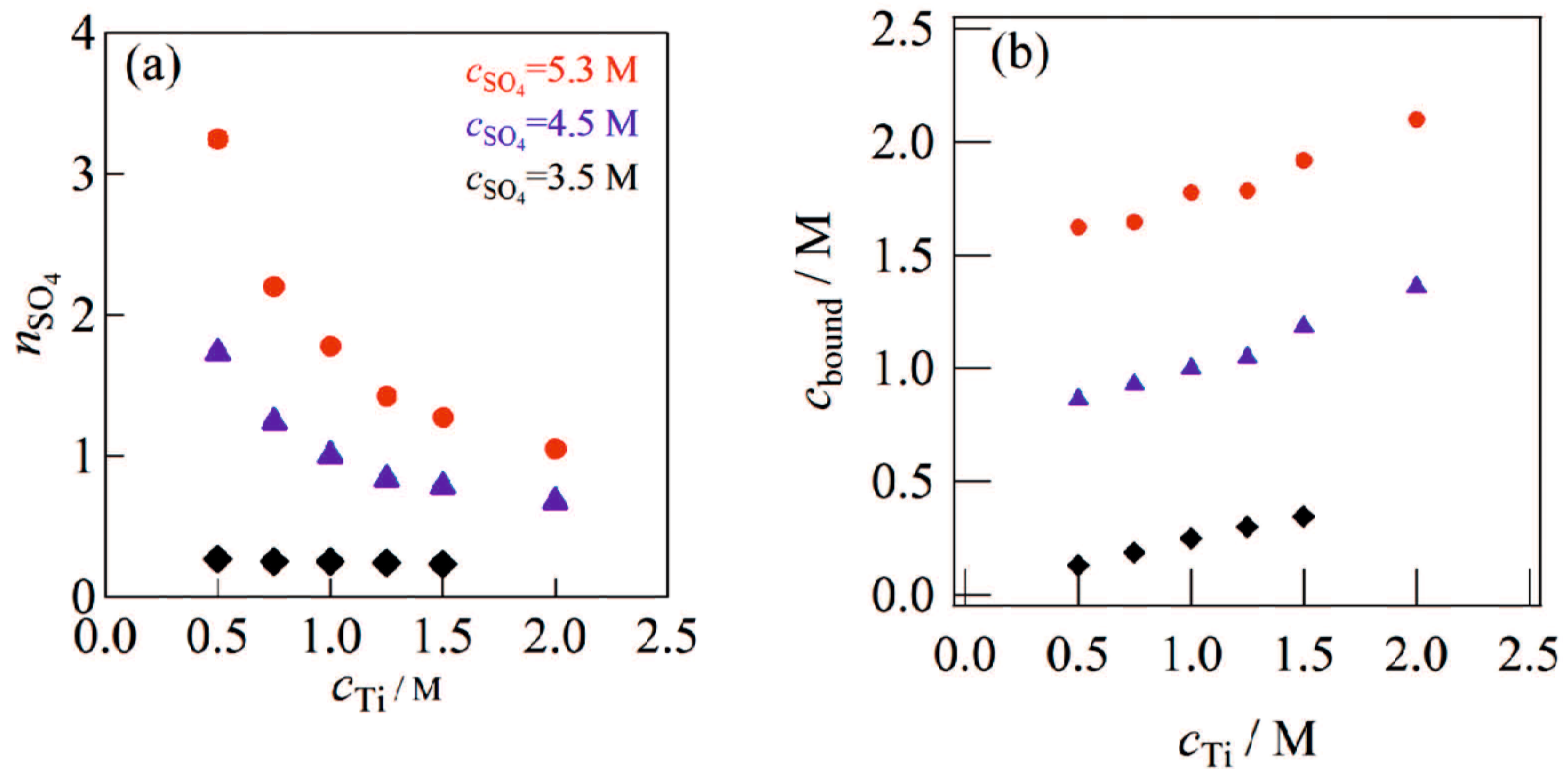 (a)
c_SO4=5.3 M
c_SO4=4.5 M
c_SO4=3.5 M
4
3
2
1
0
n_SO4
0.0 0.5 1.0 1.5 2.0 2.5
c_Ti / M
(b)
2.5
2.0
1.5
1.0
0.5
0.0
c_bound / M
0.0 0.5 1.0 1.5 2.0 2.5
c_Ti / M